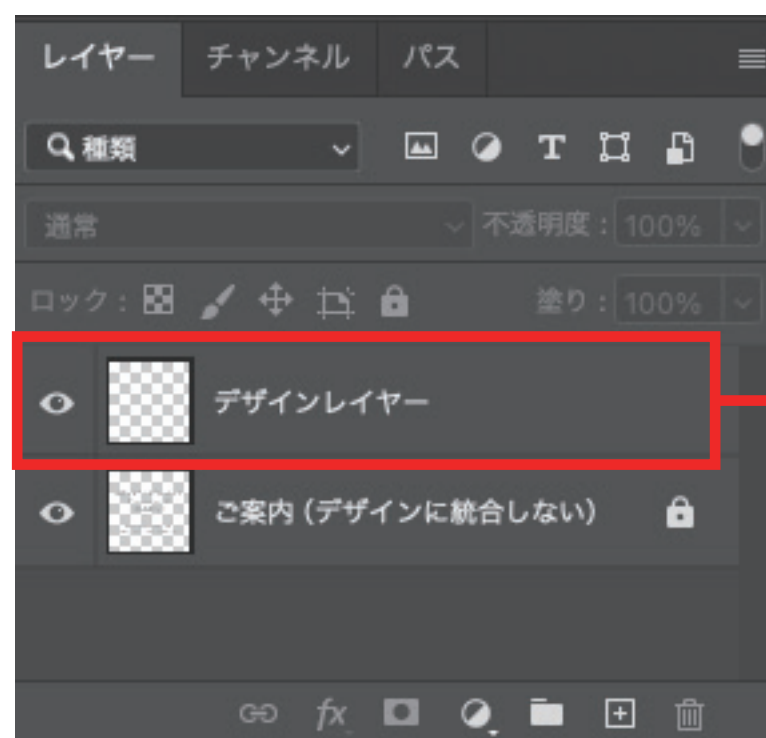 レイヤー チャンネル パス
種類
通常 不透明度：100%
ロック： 塗り：100%
デザインレイヤー
ご案内（デザインに統合しない）
fx